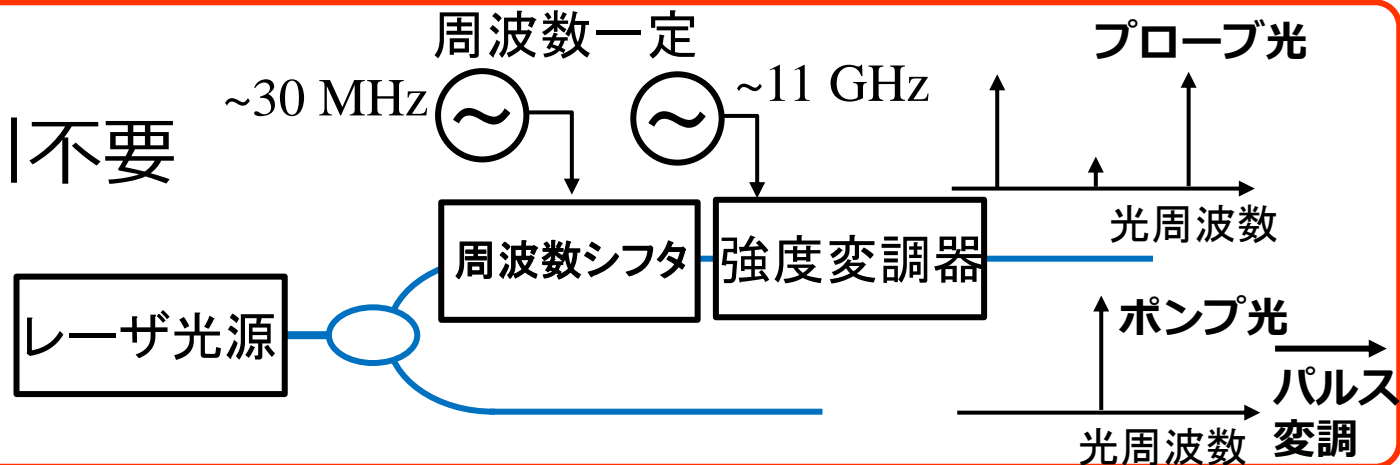 周波数一定
プローブ光
~30 MHz
~11 GHz
不要
光周波数
周波数シフタ
強度変調器
レーザ光源
ポンプ光
パルス
変調
光周波数